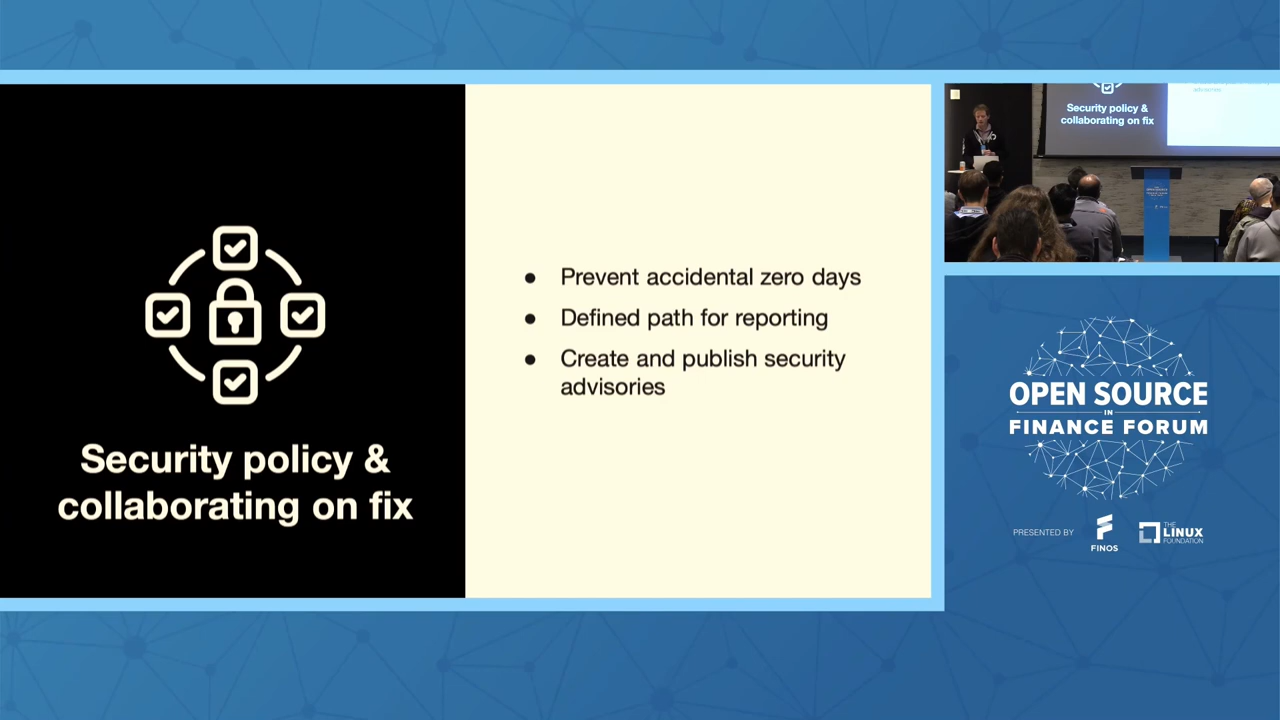 Security policy &
collaborating on fix
● Prevent accidental zero days
● Defined path for reporting
● Create and publish security
advisories
Security policy &
collaborating on fix
OPEN SOURCE
IN
FINANCE FORUM
PRESENTED BY
FINOS
THE
LINUX
FOUNDATION